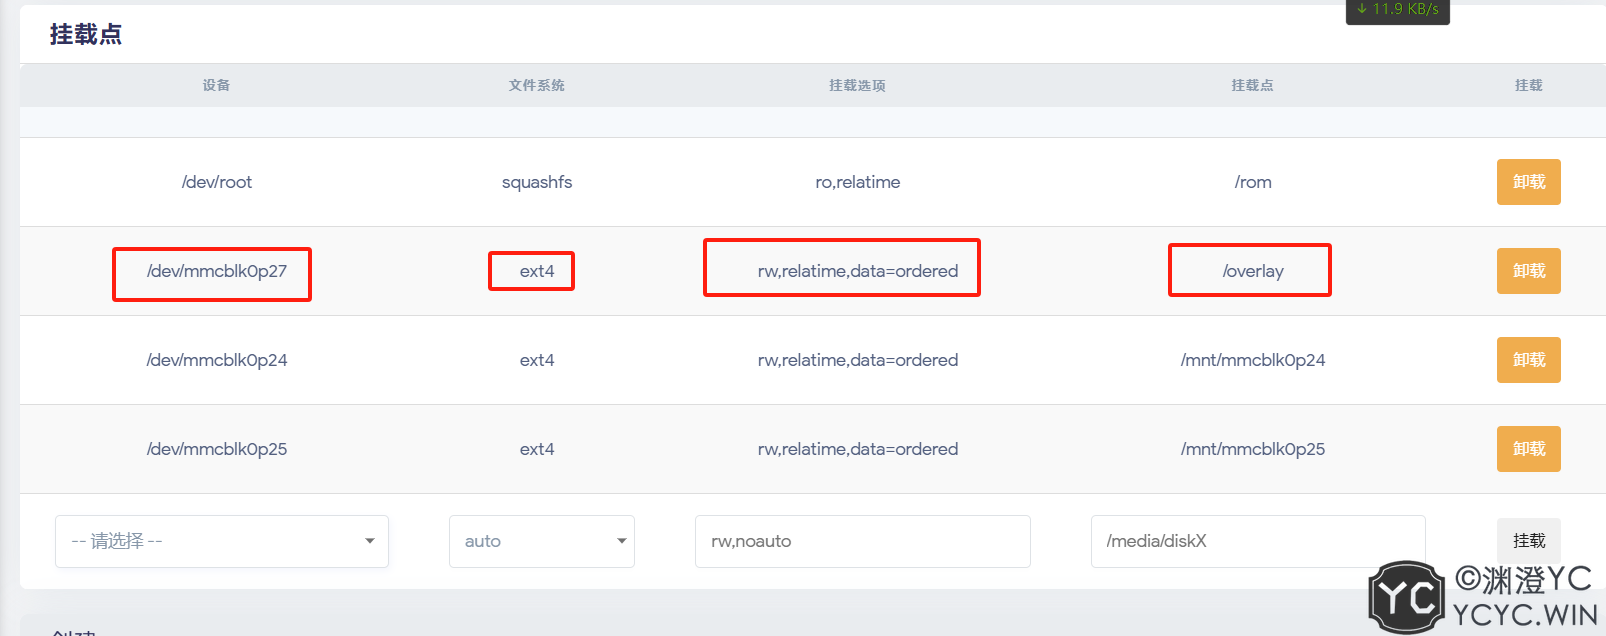 ↓ 11.9 KB/s
挂载点
设备 文件系统 挂载选项 挂载点 挂载
/dev/root squashfs ro,relatime /rom 卸载
/dev/mmcblk0p27 ext4 rw,relatime,data=ordered /overlay 卸载
/dev/mmcblk0p24 ext4 rw,relatime,data=ordered /mnt/mmcblk0p24 卸载
/dev/mmcblk0p25 ext4 rw,relatime,data=ordered /mnt/mmcblk0p25 卸载
-- 请选择 -- auto rw,noauto /media/diskX 挂载
YC ©渊澄YC
YCYC.WIN